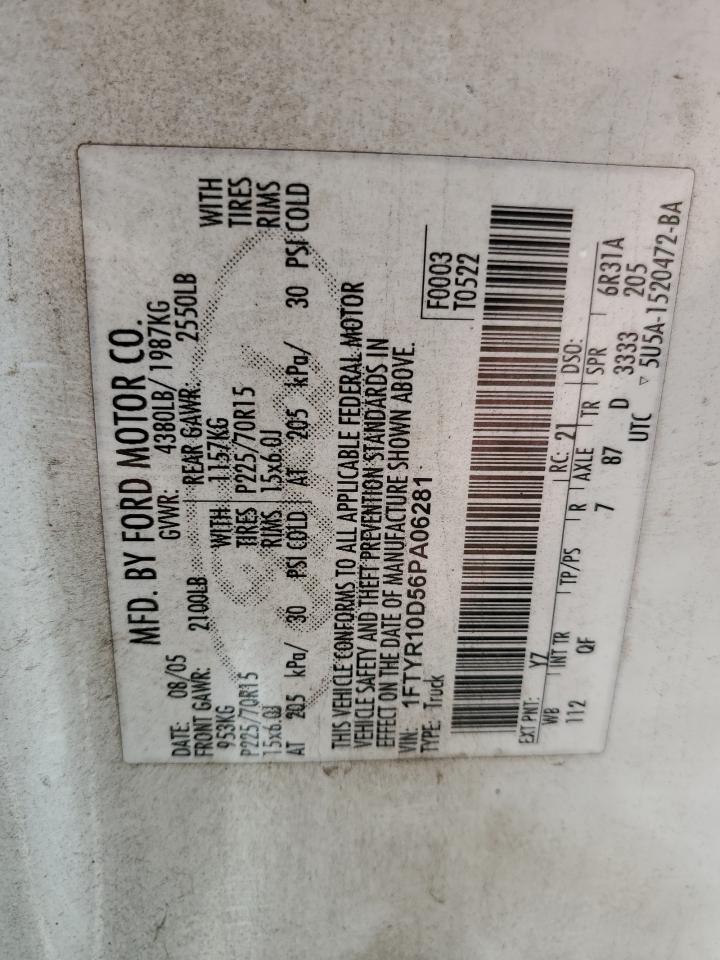 MFD. BY FORD MOTOR CO.
DATE: 08/05 GVWR: 4380LB/ 1987KG
FRONT GAWR: 2100LB REAR GAWR: 2550LB
953KG WITH 1157KG WITH
P225/70R15 TIRES P225/70R15 TIRES
15x6.0J RIMS 15x6.0J RIMS
AT 205 kPa/ 30 PSI COLD AT 205 kPa/ 30 PSI COLD
THIS VEHICLE CONFORMS TO ALL APPLICABLE FEDERAL MOTOR
VEHICLE SAFETY AND THEFT PREVENTION STANDARDS IN
EFFECT ON THE DATE OF MANUFACTURE SHOWN ABOVE.
VIN: 1FTYR10D56PA06281 F0003
TYPE: Truck T0522
EXT PNT: YZ RC: 21 DSO:
WB INT TR TP/PS R AXLE TR SPR 6R31A
112 QF 7 87 D 3333 205
UTC ▽ 5U5A-1520472-BA